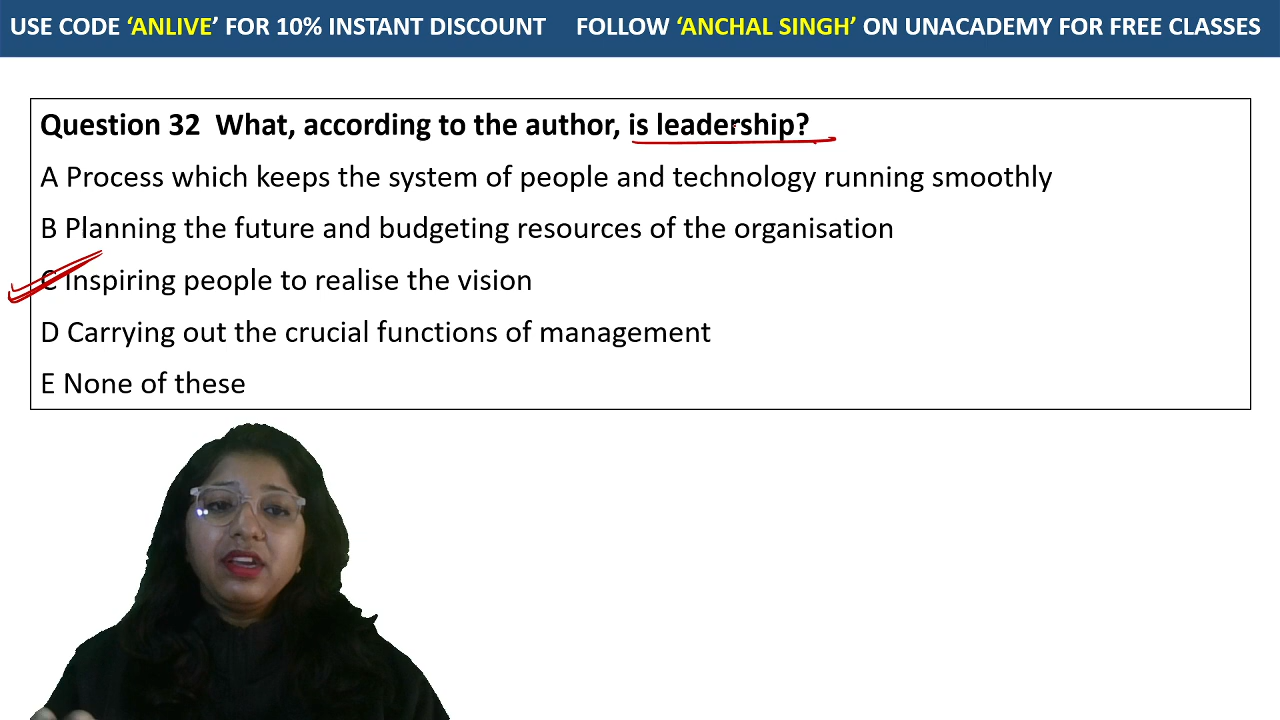 USE CODE ‘ANLIVE’ FOR 10% INSTANT DISCOUNT FOLLOW ‘ANCHAL SINGH’ ON UNACADEMY FOR FREE CLASSES
Question 32 What, according to the author, is leadership?
A Process which keeps the system of people and technology running smoothly
B Planning the future and budgeting resources of the organisation
C Inspiring people to realise the vision
D Carrying out the crucial functions of management
E None of these